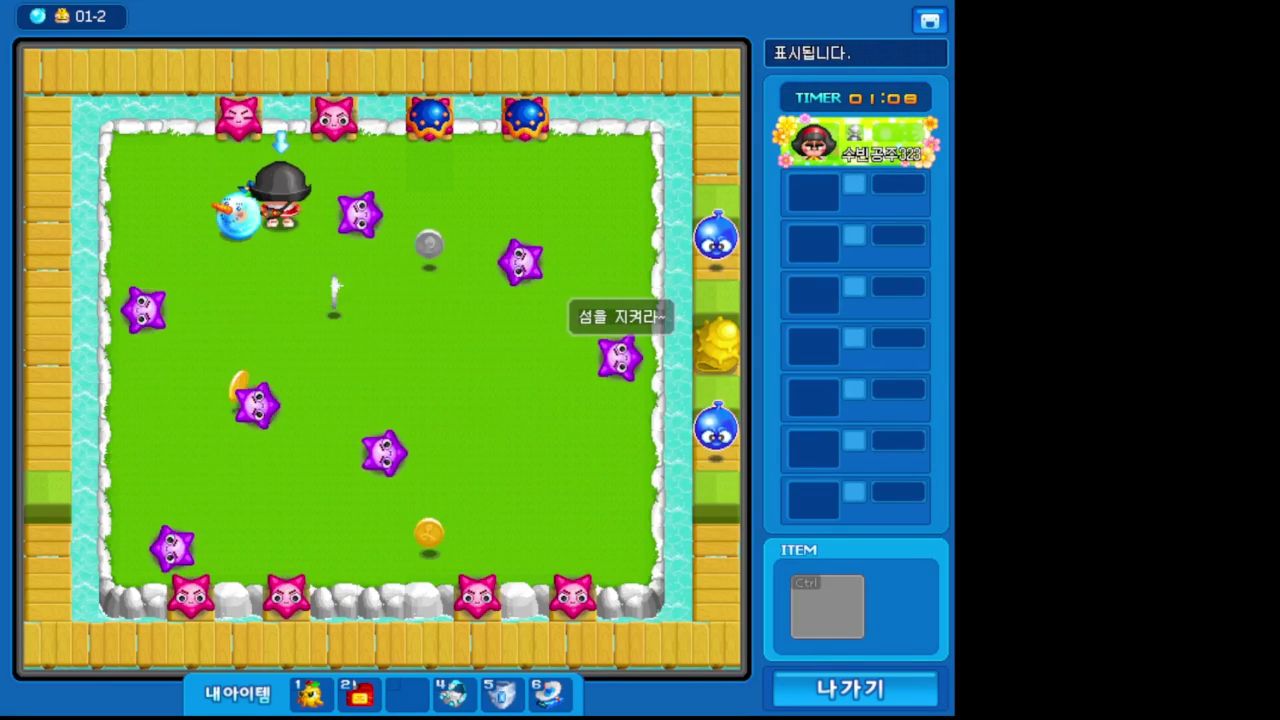 01-2
표시됩니다.
TIMER 01:08
수빈공주023
섬을 지켜라~
ITEM
Ctrl
내아이템
1 2 4 5 6
나가기